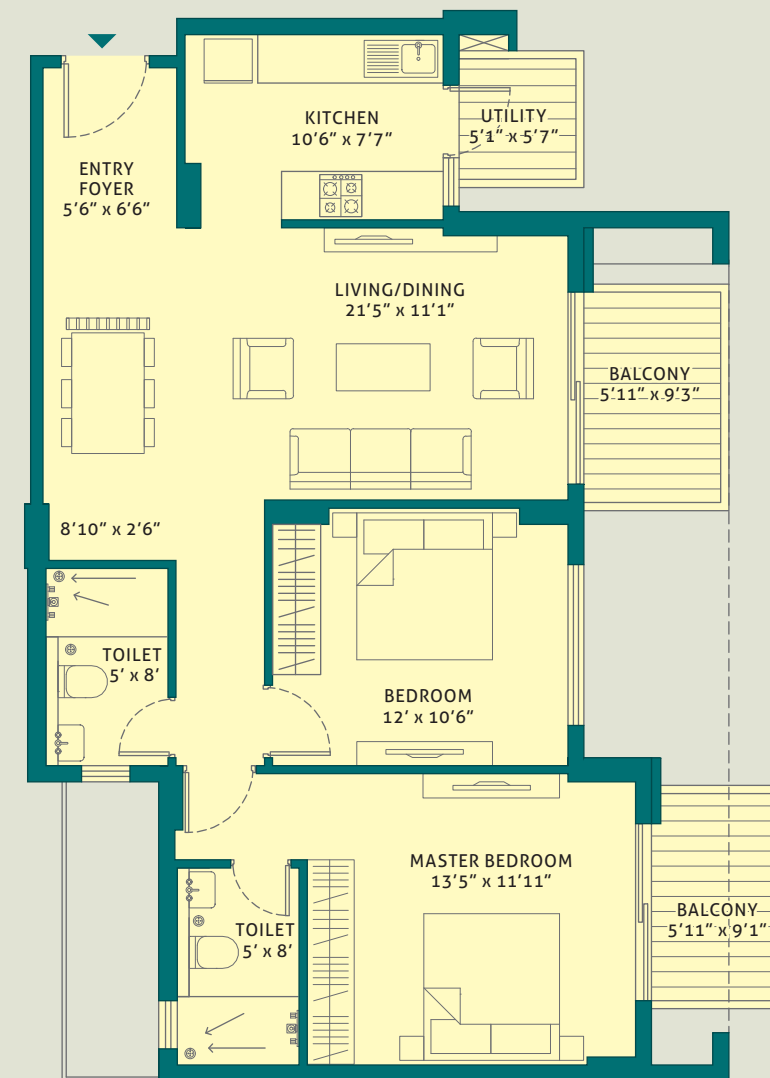 KITCHEN
10'6" x 7'7"
UTILITY
5'1" x 5'7"
ENTRY
FOYER
5'6" x 6'6"
LIVING/DINING
21'5" x 11'1"
BALCONY
5'11" x 9'3"
8'10" x 2'6"
TOILET
5' x 8'
BEDROOM
12' x 10'6"
MASTER BEDROOM
13'5" x 11'11"
TOILET
5' x 8'
BALCONY
5'11" x 9'1"